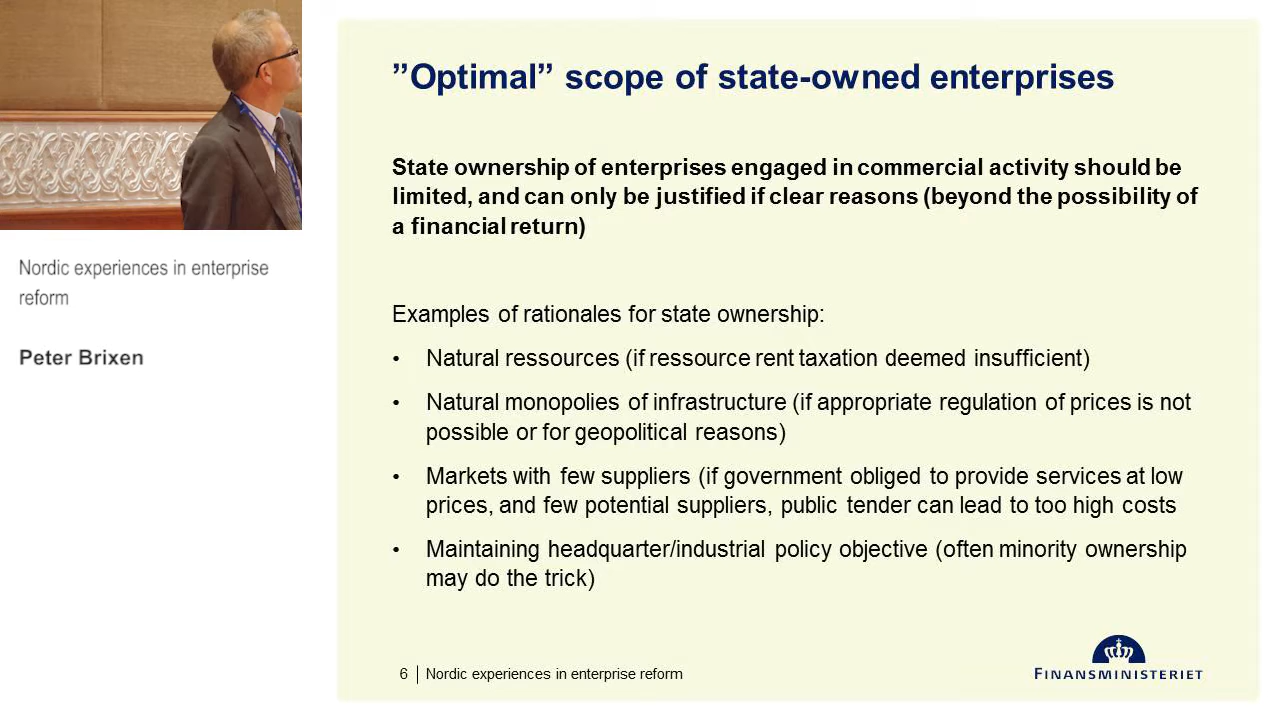 ”Optimal” scope of state-owned enterprises
State ownership of enterprises engaged in commercial activity should be
limited, and can only be justified if clear reasons (beyond the possibility of
a financial return)
Examples of rationales for state ownership:
• Natural ressources (if ressource rent taxation deemed insufficient)
• Natural monopolies of infrastructure (if appropriate regulation of prices is not
possible or for geopolitical reasons)
• Markets with few suppliers (if government obliged to provide services at low
prices, and few potential suppliers, public tender can lead to too high costs
• Maintaining headquarter/industrial policy objective (often minority ownership
may do the trick)
6 | Nordic experiences in enterprise reform
FINANSMINISTERIET
Nordic experiences in enterprise
reform
Peter Brixen